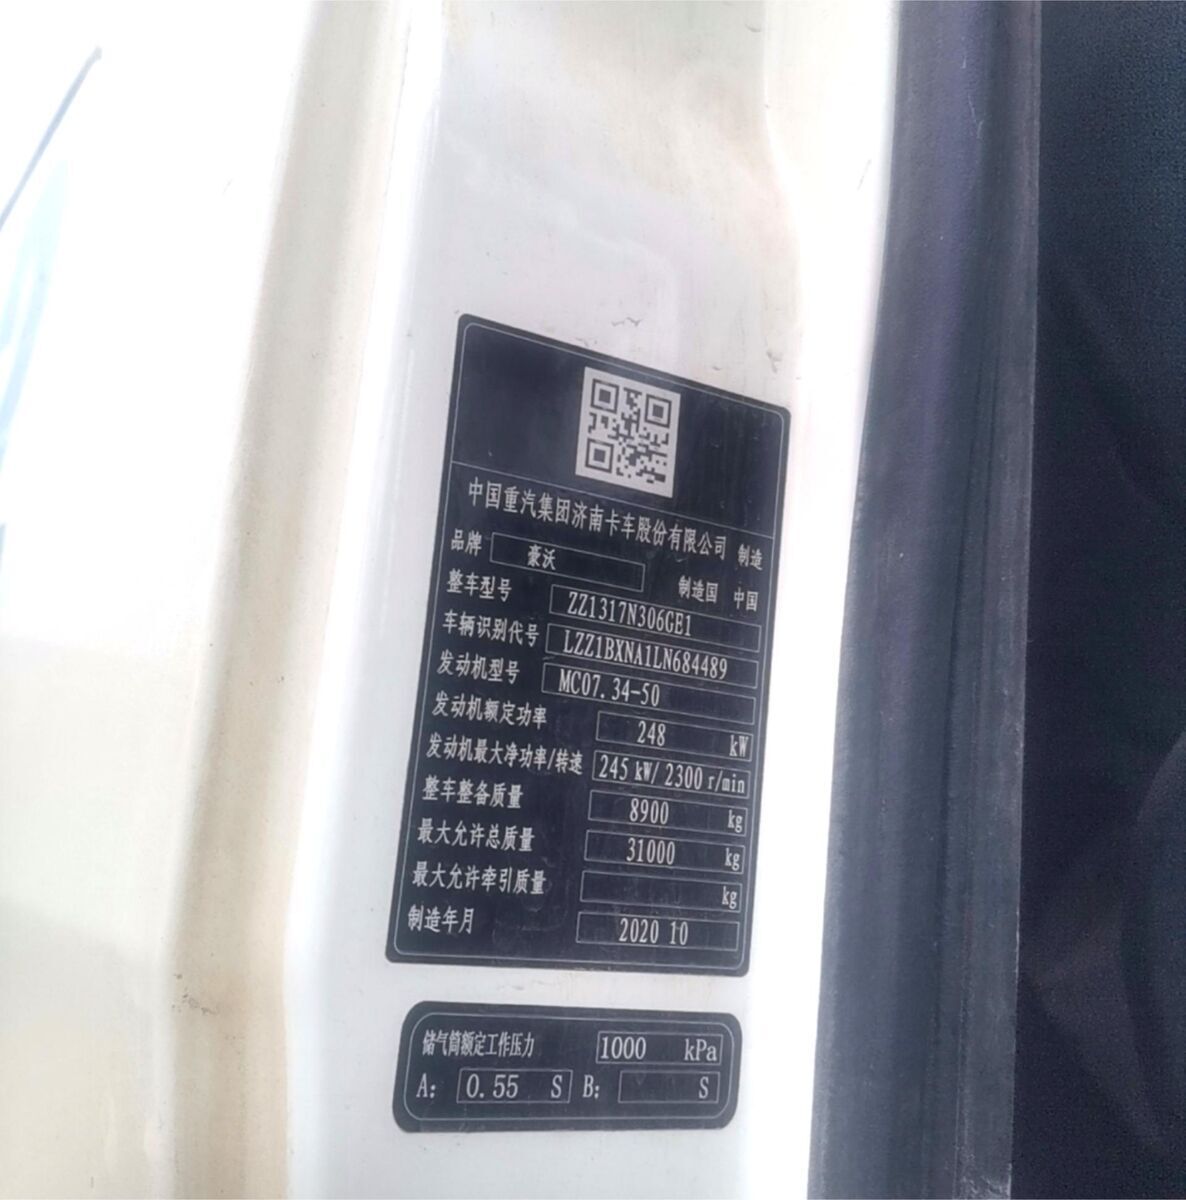 中国重汽集团济南卡车股份有限公司 制造
品牌 豪沃 制造国 中国
整车型号 ZZ1317N306GE1
车辆识别代号 LZZ1BXNA1LN684489
发动机型号 MC07.34-50
发动机额定功率 248 kW
发动机最大净功率/转速 245 kW/ 2300 r/min
整车整备质量 8900 kg
最大允许总质量 31000 kg
最大允许牵引质量 kg
制造年月 2020 10
储气筒额定工作压力 1000 kPa
A: 0.55 S B: S